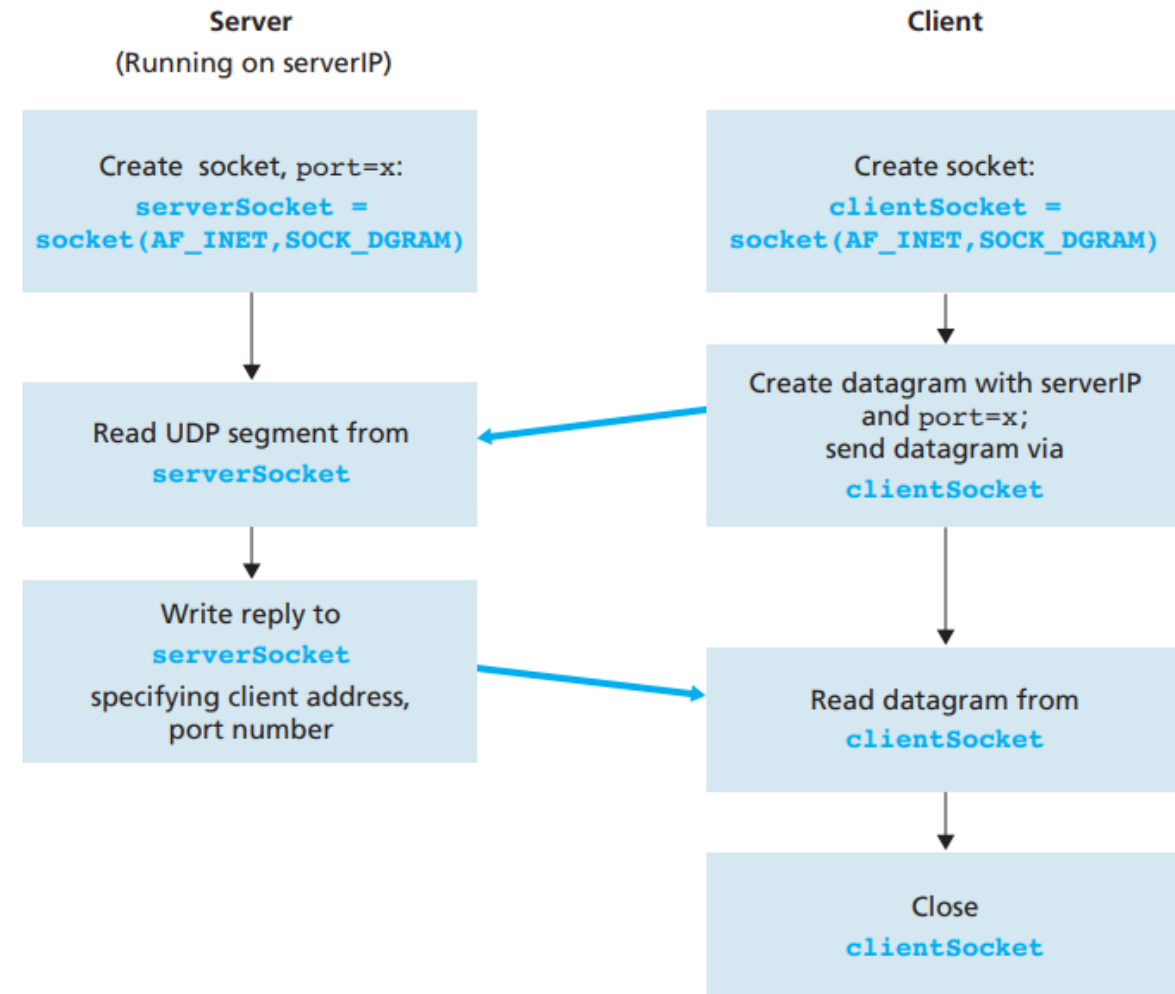 Server
(Running on serverIP)
Create socket, port=x:
serverSocket =
socket(AF_INET,SOCK_DGRAM)
Read UDP segment from
serverSocket
Write reply to
serverSocket
specifying client address,
port number
Client
Create socket:
clientSocket =
socket(AF_INET,SOCK_DGRAM)
Create datagram with serverIP
and port=x;
send datagram via
clientSocket
Read datagram from
clientSocket
Close
clientSocket